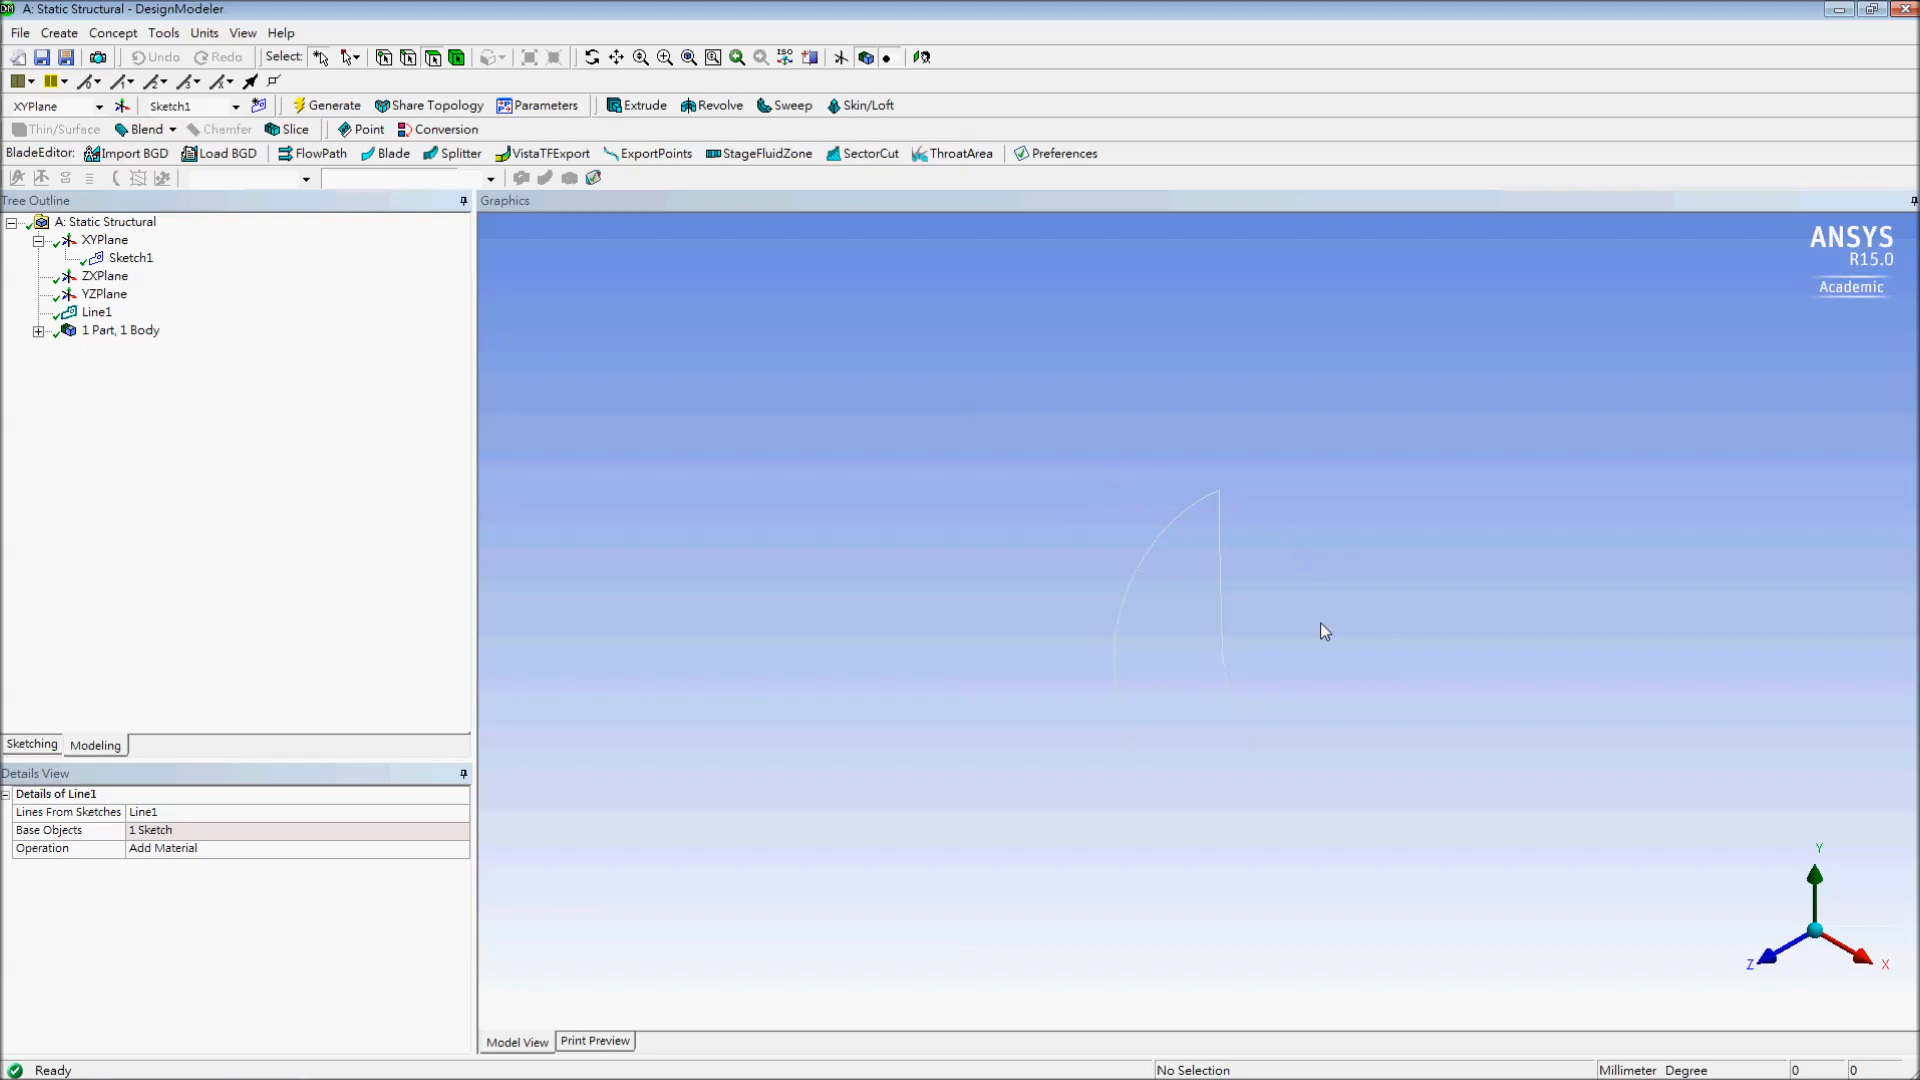 A: Static Structural - DesignModeler
File Create Concept Tools Units View Help
Undo Redo Select:
XYPlane Sketch1 Generate Share Topology Parameters Extrude Revolve Sweep Skin/Loft
Thin/Surface Blend Chamfer Slice Point Conversion
BladeEditor: Import BGD Load BGD FlowPath Blade Splitter VistaTFExport ExportPoints StageFluidZone SectorCut ThroatArea Preferences
Tree Outline
Graphics
A: Static Structural
XYPlane
Sketch1
ZXPlane
YZPlane
Line1
1 Part, 1 Body
ANSYS
R15.0
Academic
Sketching Modeling
Details View
Details of Line1
Lines From Sketches Line1
Base Objects 1 Sketch
Operation Add Material
Y
Z X
Model View Print Preview
Ready No Selection Millimeter Degree 0 0